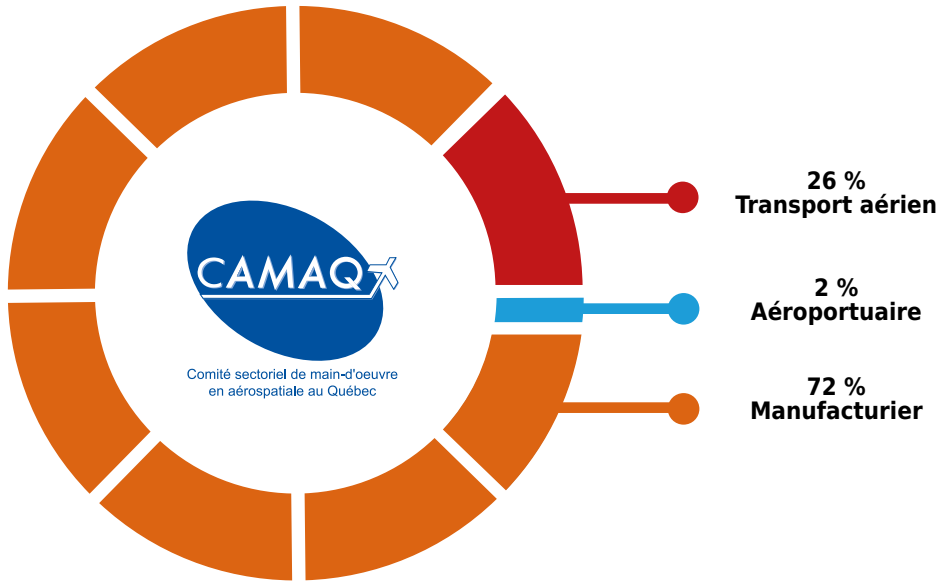 26 %
Transport aérien
CAMAQ
2 %
Aéroportuaire
Comité sectoriel de main-d'oeuvre
en aérospatiale au Québec
72 %
Manufacturier